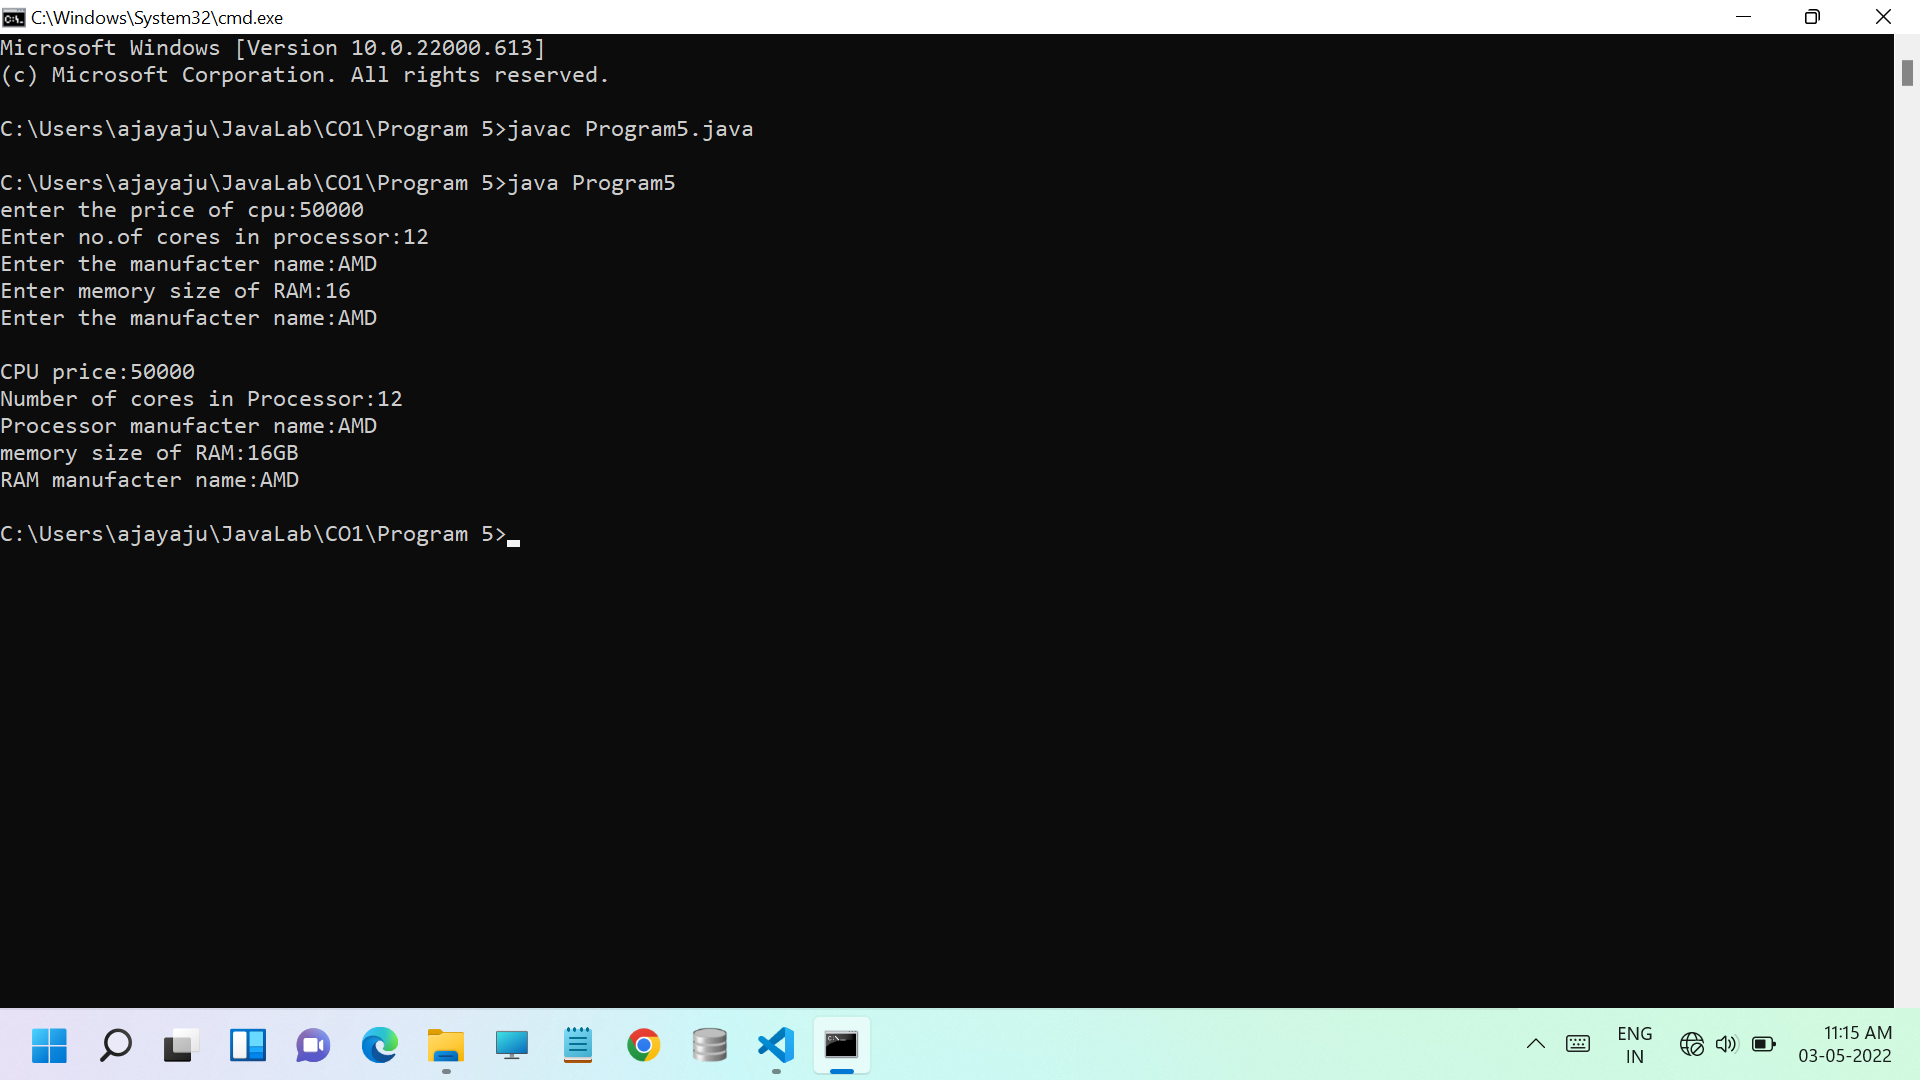 C:\Windows\System32\cmd.exe
Microsoft Windows [Version 10.0.22000.613]
(c) Microsoft Corporation. All rights reserved.
C:\Users\ajayaju\JavaLab\CO1\Program 5>javac Program5.java
C:\Users\ajayaju\JavaLab\CO1\Program 5>java Program5
enter the price of cpu:50000
Enter no.of cores in processor:12
Enter the manufacter name:AMD
Enter memory size of RAM:16
Enter the manufacter name:AMD
CPU price:50000
Number of cores in Processor:12
Processor manufacter name:AMD
memory size of RAM:16GB
RAM manufacter name:AMD
C:\Users\ajayaju\JavaLab\CO1\Program 5>
ENG
IN
11:15 AM
03-05-2022